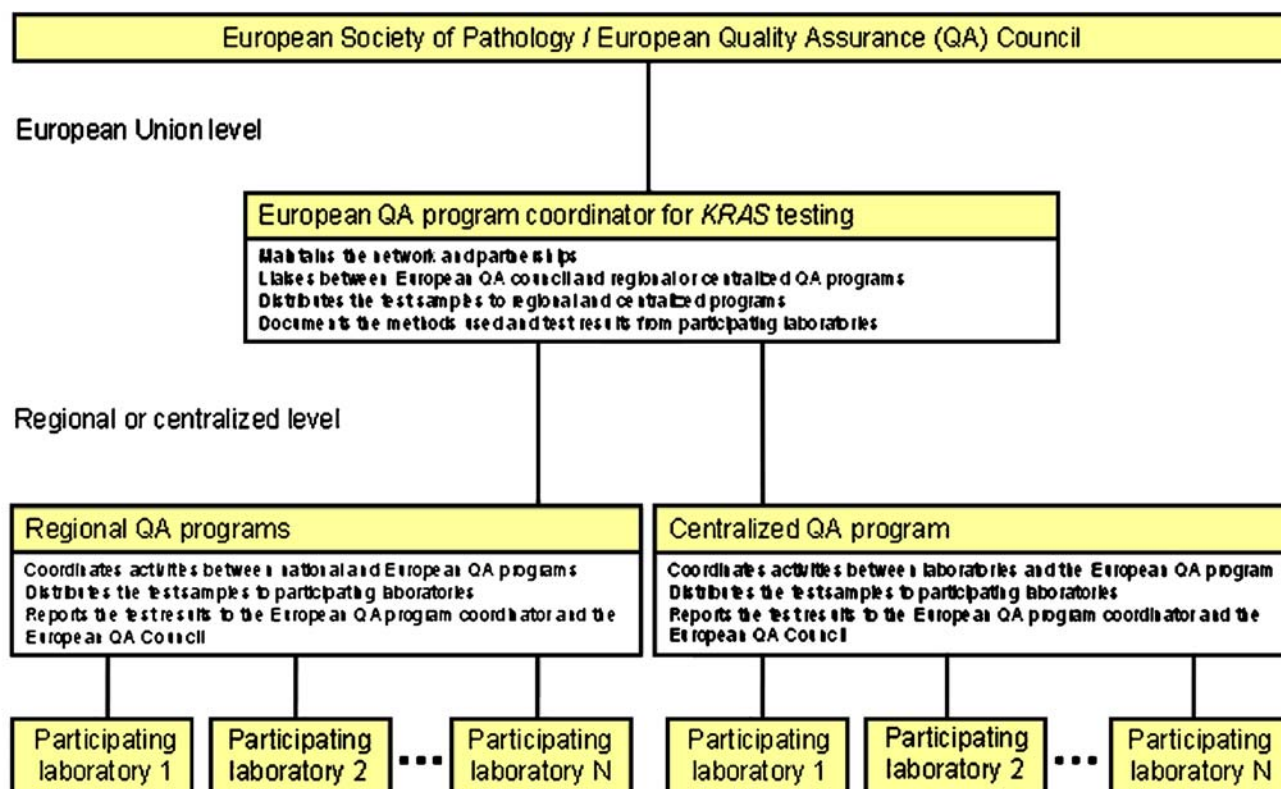 European Society of Pathology / European Quality Assurance (QA) Council
European Union level
European QA program coordinator for KRAS testing
Maintains the network and partnerships
Liaises between European QA council and regional or centralized QA programs
Distributes the test samples to regional and centralized programs
Documents the methods used and test results from participating laboratories
Regional or centralized level
Regional QA programs
Coordinates activities between national and European QA programs
Distributes the test samples to participating laboratories
Reports the test results to the European QA program coordinator and the
European QA Council
Centralized QA program
Coordinates activities between laboratories and the European QA program
Distributes the test samples to participating laboratories
Reports the test results to the European QA program coordinator and the
European QA Council
Participating
laboratory 1
Participating
laboratory 2
...
Participating
laboratory N
Participating
laboratory 1
Participating
laboratory 2
...
Participating
laboratory N